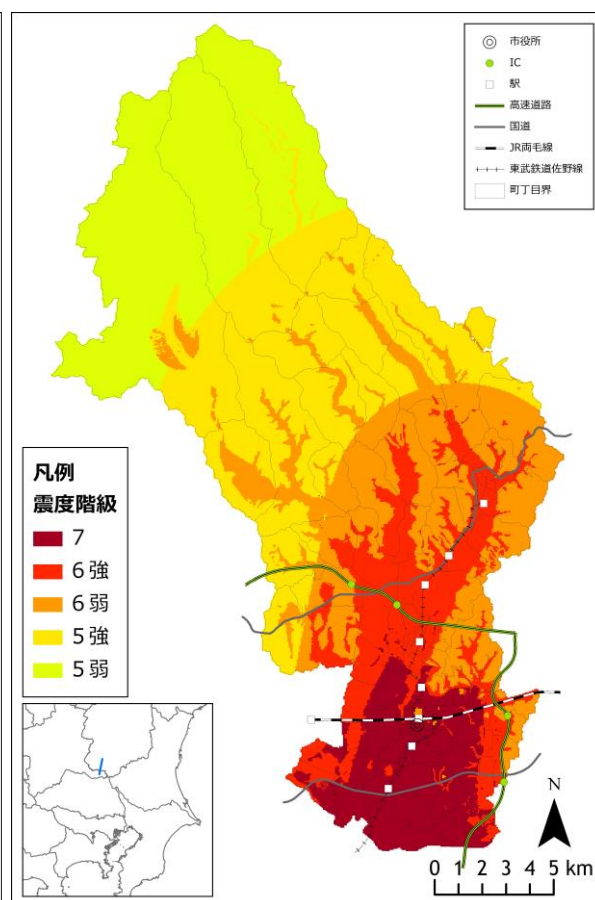 市役所
IC
駅
高速道路
国道
JR両毛線
東武鉄道佐野線
町丁目界
凡例
震度階級
7
6強
6弱
5強
5弱
N
0 1 2 3 4 5 km